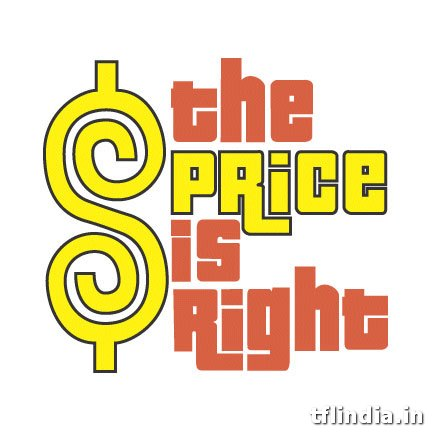 $
the
PRice
is
Right
tflindia.in